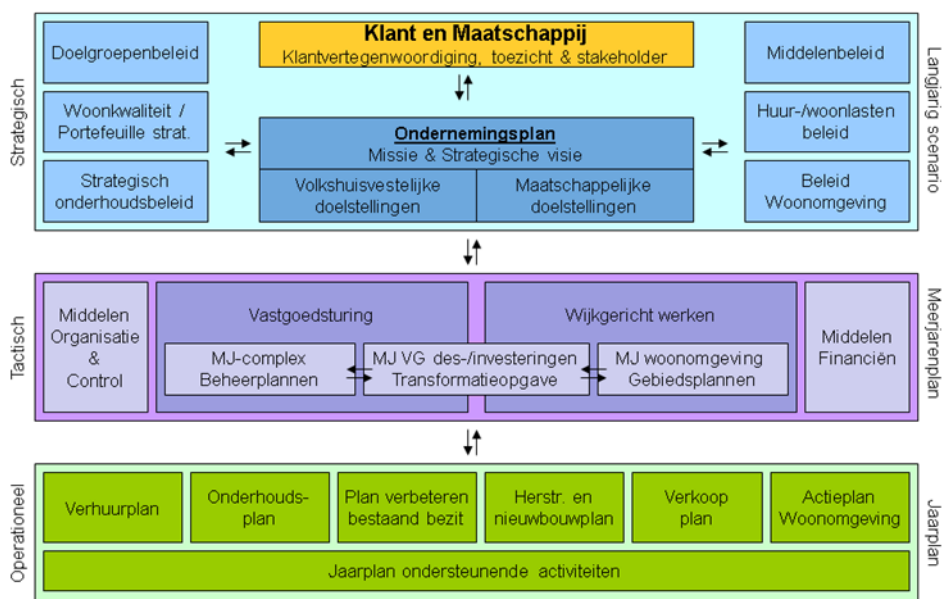 Strategisch
Doelgroepenbeleid
Woonkwaliteit /
Portefeuille strat.
Strategisch
onderhoudsbeleid
Klant en Maatschappij
Klantvertegenwoordiging, toezicht & stakeholder
Ondernemingsplan
Missie & Strategische visie
Volkshuisvestelijke
doelstellingen
Maatschappelijke
doelstellingen
Middelenbeleid
Huur-/woonlasten
beleid
Beleid
Woonomgeving
Langjarig scenario
Tactisch
Middelen
Organisatie
&
Control
Vastgoedsturing
Wijkgericht werken
MJ-complex
Beheerplannen
MJ VG des-/investeringen
Transformatieopgave
MJ woonomgeving
Gebiedsplannen
Middelen
Financiën
Meerjarenplan
Operationeel
Verhuurplan
Onderhouds-
plan
Plan verbeteren
bestaand bezit
Herstr. en
nieuwbouwplan
Verkoop
plan
Actieplan
Woonomgeving
Jaarplan ondersteunende activiteiten
Jaarplan